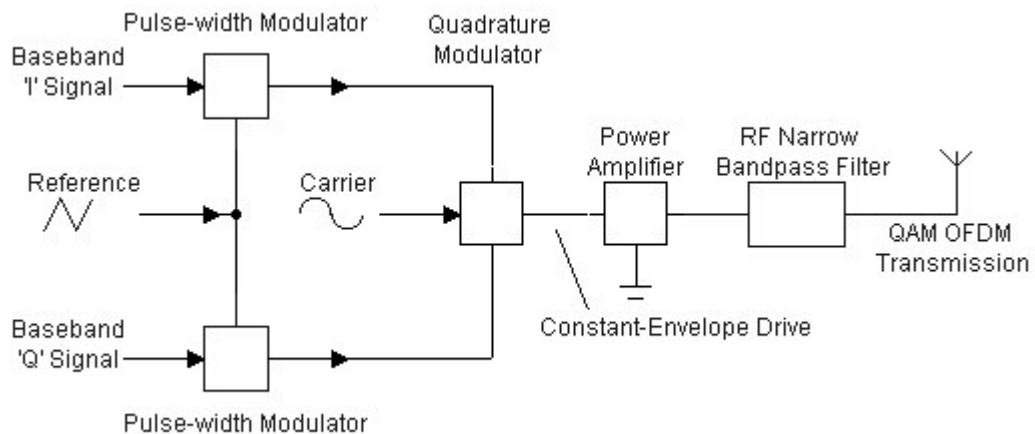 Pulse-width Modulator
Quadrature
Modulator
Baseband
'I' Signal
Power
Amplifier
RF Narrow
Bandpass Filter
Reference
Carrier
QAM OFDM
Transmission
Constant-Envelope Drive
Baseband
'Q' Signal
Pulse-width Modulator